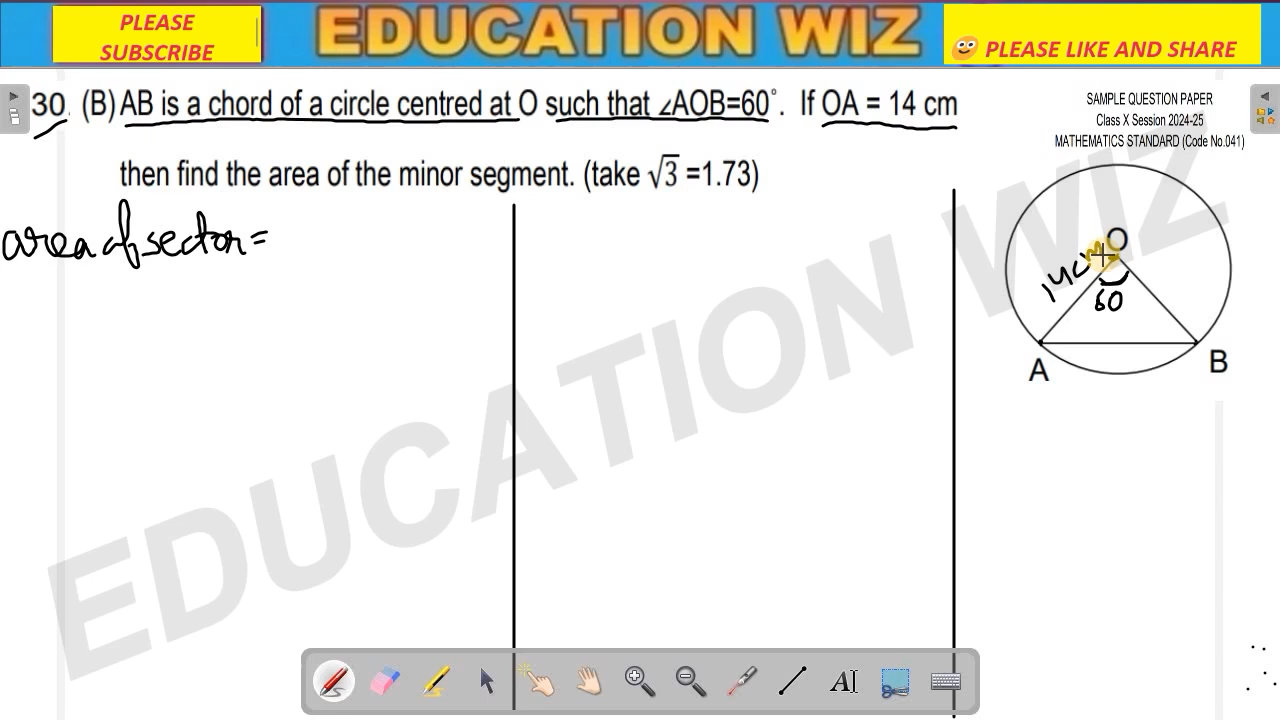 PLEASE
SUBSCRIBE
EDUCATION WIZ
PLEASE LIKE AND SHARE
30. (B) AB is a chord of a circle centred at O such that ∠AOB=60°. If OA = 14 cm
then find the area of the minor segment. (take √3 =1.73)
SAMPLE QUESTION PAPER
Class X Session 2024-25
MATHEMATICS STANDARD (Code No.041)
area of sector =
O
14cm
60
A
B
EDUCATION WIZ
AI